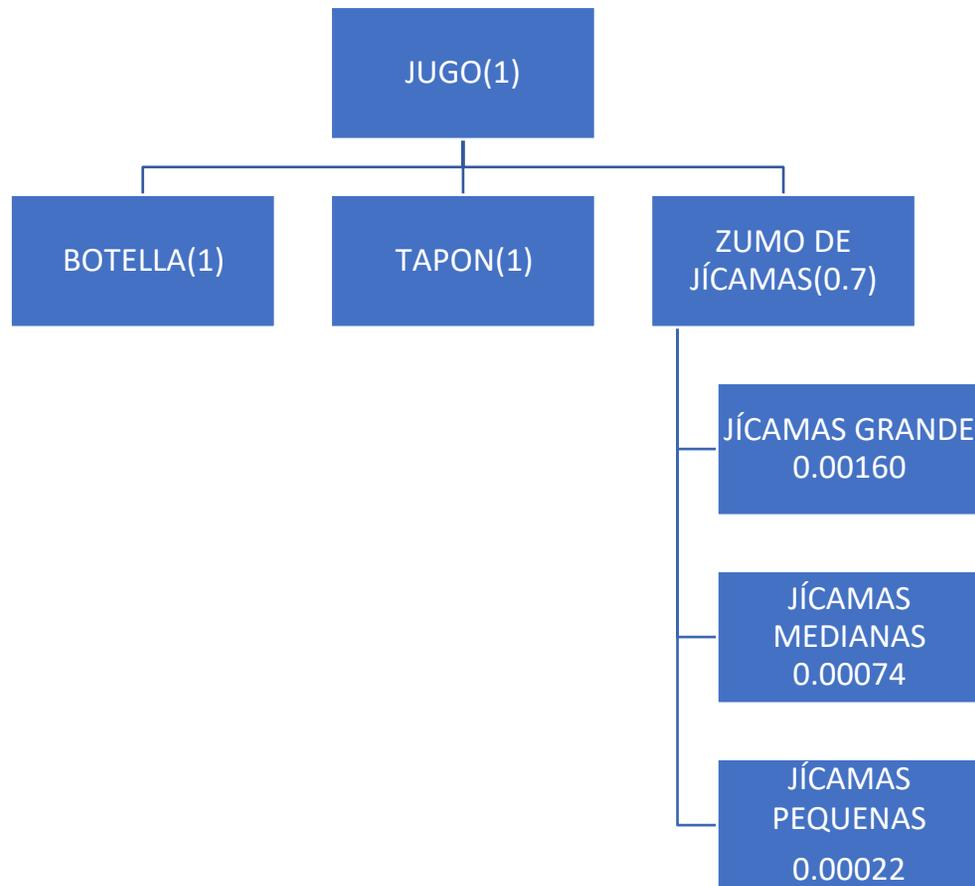 JUGO(1)
BOTELLA(1)
TAPON(1)
ZUMO DE
JÍCAMAS(0.7)
JÍCAMAS GRANDE
0.00160
JÍCAMAS
MEDIANAS
0.00074
JÍCAMAS
PEQUENAS
0.00022